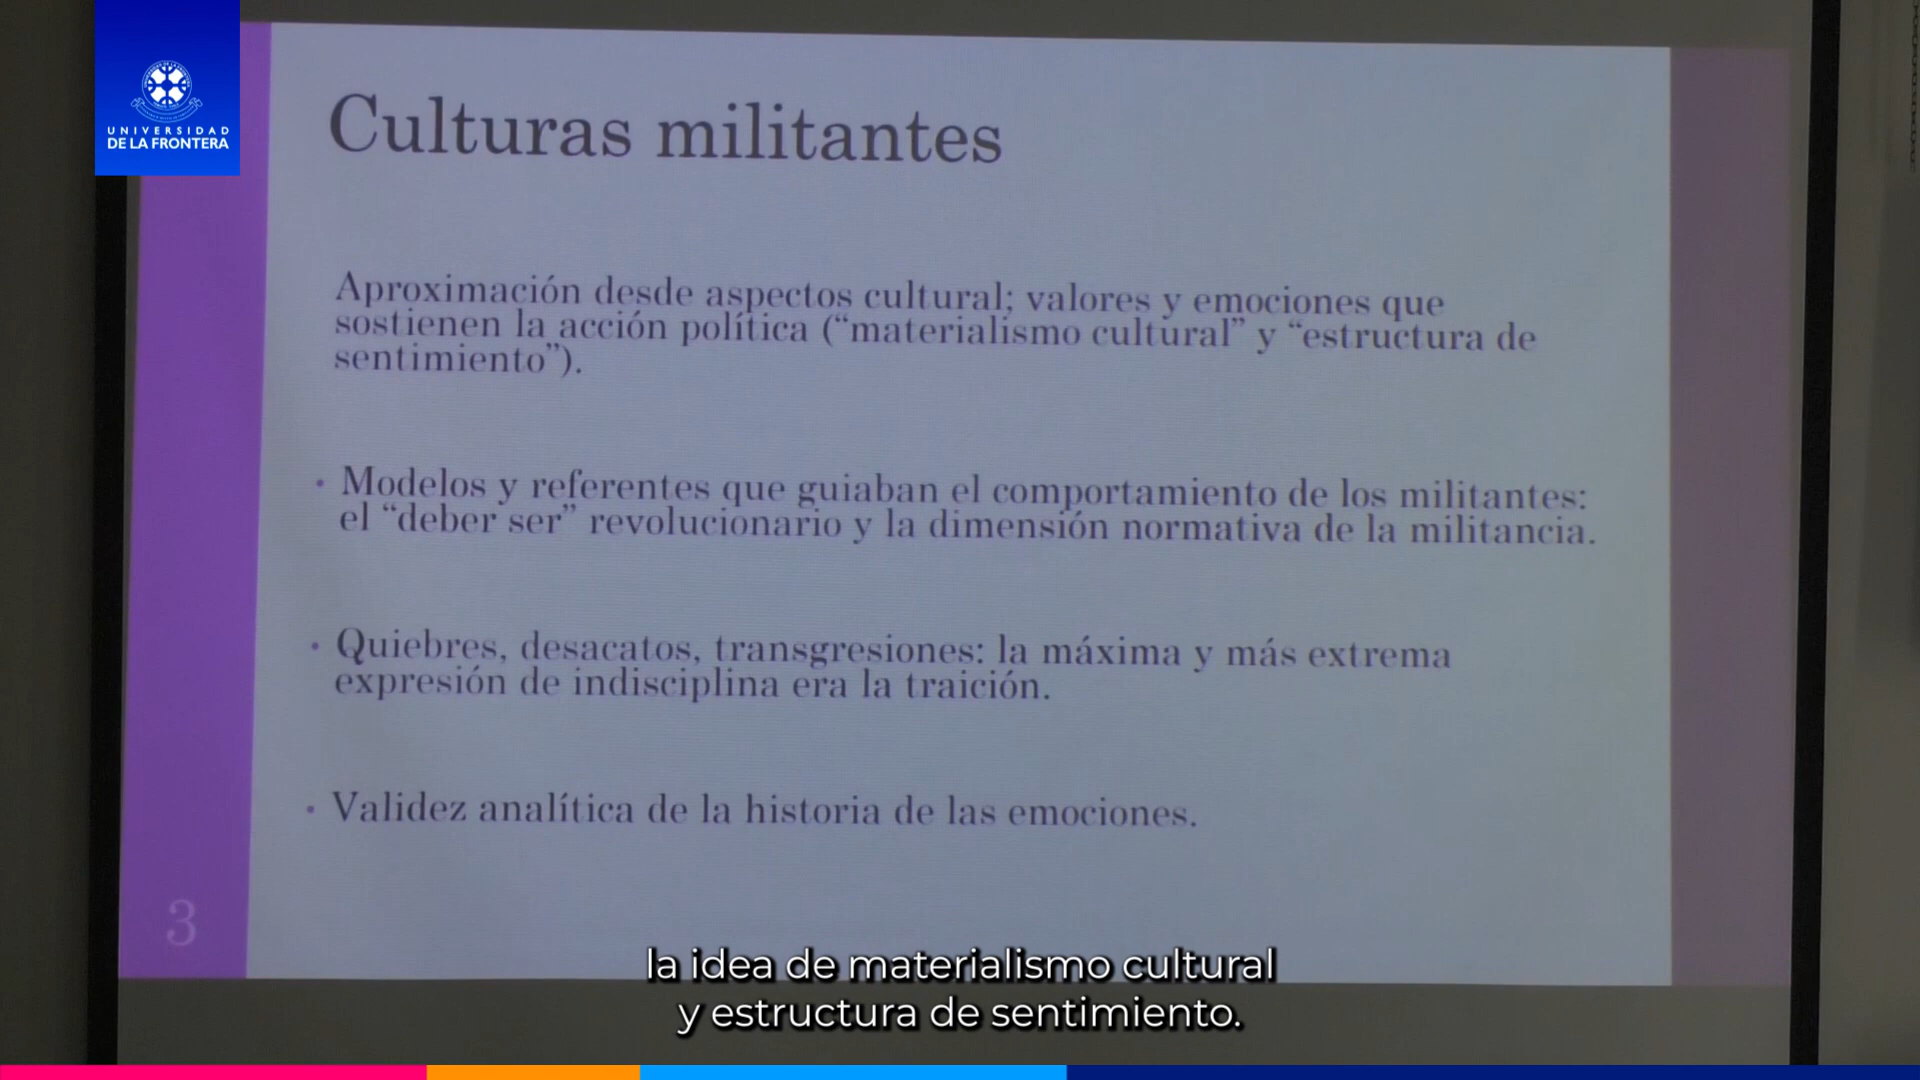 UNIVERSIDAD
DE LA FRONTERA
Culturas militantes
Aproximación desde aspectos cultural; valores y emociones que
sostienen la acción política (“materialismo cultural” y “estructura de
sentimiento”).
• Modelos y referentes que guiaban el comportamiento de los militantes:
el “deber ser” revolucionario y la dimensión normativa de la militancia.
• Quiebres, desacatos, transgresiones: la máxima y más extrema
expresión de indisciplina era la traición.
• Validez analítica de la historia de las emociones.
3
la idea de materialismo cultural
y estructura de sentimiento.